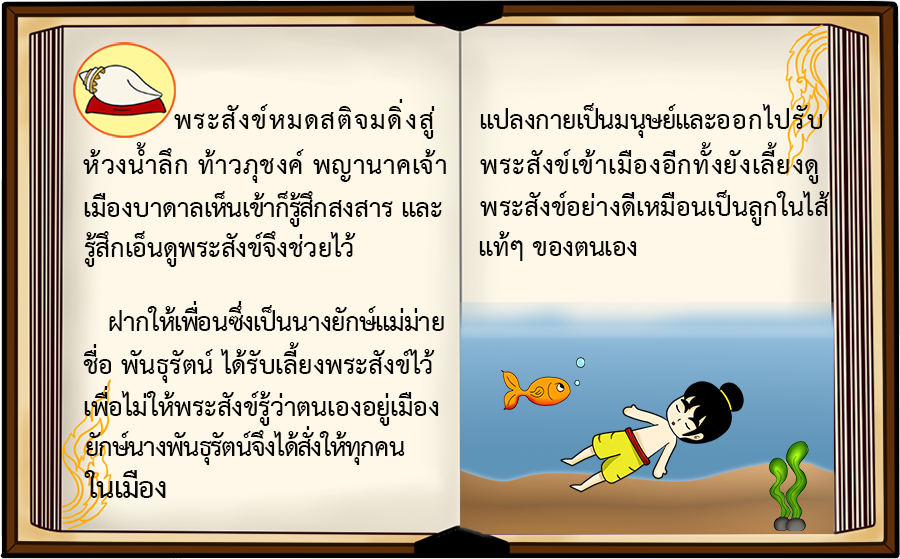 พระสังข์หมดสติจมดิ่งสู่
ห้วงน้ำลึก ท้าวภุชงค์ พญานาคเจ้า
เมืองบาดาลเห็นเข้าก็รู้สึกสงสาร และ
รู้สึกเอ็นดูพระสังข์จึงช่วยไว้
ฝากให้เพื่อนซึ่งเป็นนางยักษ์แม่ม่าย
ชื่อ พันธุรัตน์ ได้รับเลี้ยงพระสังข์ไว้
เพื่อไม่ให้พระสังข์รู้ว่าตนเองอยู่เมือง
ยักษ์นางพันธุรัตน์จึงได้สั่งให้ทุกคน
ในเมือง
แปลงกายเป็นมนุษย์และออกไปรับ
พระสังข์เข้าเมืองอีกทั้งยังเลี้ยงดู
พระสังข์อย่างดีเหมือนเป็นลูกในไส้
แท้ๆ ของตนเอง